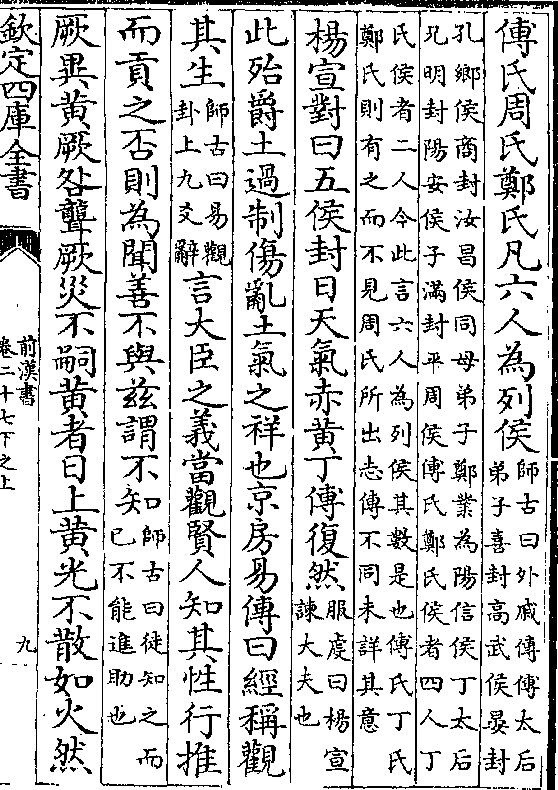 傅氏周氏鄭氏凡六人為列侯師古曰外戚傳傅太后弟子喜封高武侯晏封
孔鄉侯商封汝昌侯同母弟子鄭業為陽信侯丁太后
兄明封陽安侯子滿封平周侯傅氏鄭氏侯者四人丁
氏侯者二人今此言六人為列侯其數是也傅氏丁氏
鄭氏則有之而不見周氏所出志傳不同未詳其意
楊宣對曰五侯封日天氣赤黃丁傅復然服虔曰楊宣諫大夫也
此殆爵土過制傷亂土氣之祥也京房易傳曰經稱觀
其生師古曰易觀卦上九爻辭言大臣之義當觀賢人知其性行推
而貢之否則為聞善不與茲謂不知師古曰徒知之而已不能進助也
厥異黃厥咎聾厥災不嗣黃者日上黃光不散如火然
欽定四庫全書
前漢書
卷二十七下之上
九